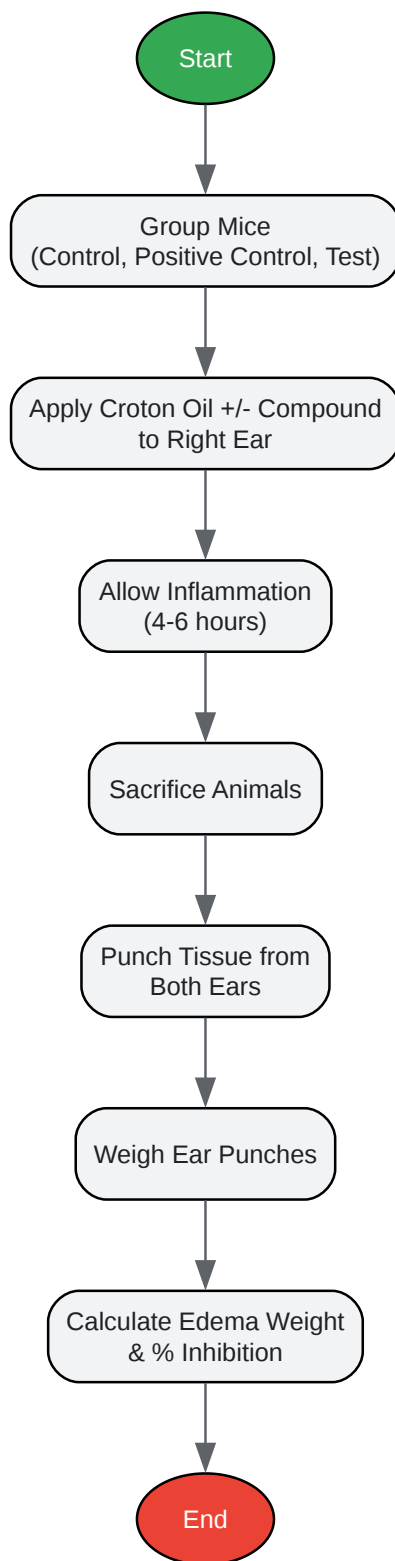 Start
Group Mice
(Control, Positive Control, Test)
Apply Croton Oil +/- Compound
to Right Ear
Allow Inflammation
(4-6 hours)
Sacrifice Animals
Punch Tissue from
Both Ears
Weigh Ear Punches
Calculate Edema Weight
& % Inhibition
End